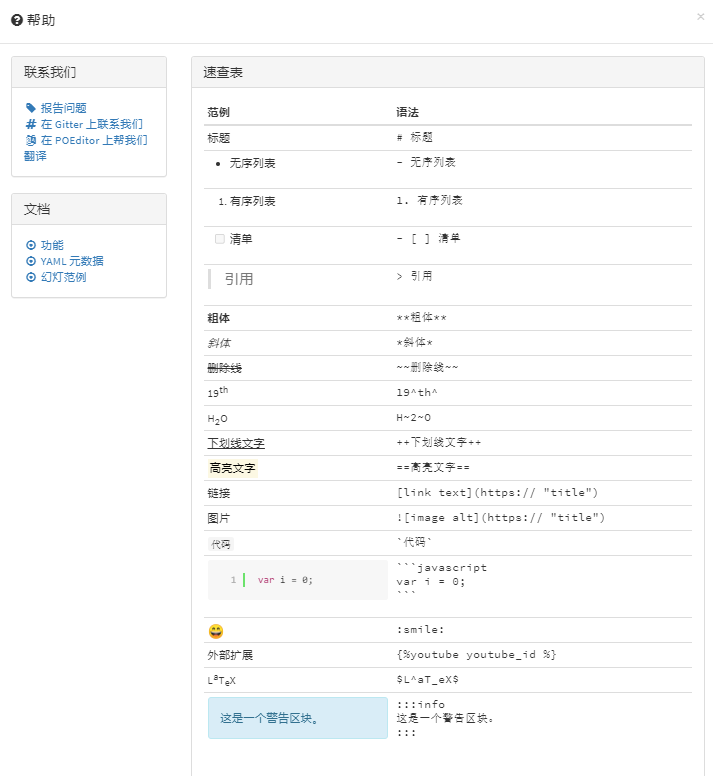 帮助
×
联系我们
报告问题
在 Gitter 上联系我们
在 POEditor 上帮我们
翻译
文档
功能
YAML 元数据
幻灯范例
速查表
范例 语法
标题 # 标题
• 无序列表 - 无序列表
1. 有序列表 1. 有序列表
清单 - [ ] 清单
引用 > 引用
粗体 **粗体**
斜体 *斜体*
删除线 ~~删除线~~
19th 19^th^
H2O H~2~O
下划线文字 ++下划线文字++
高亮文字 ==高亮文字==
链接 [link text](https:// "title")
图片 ![image alt](https:// "title")
代码 `代码`
```javascript
1 var i = 0; var i = 0;
```
:smile:
外部扩展 {%youtube youtube_id %}
LaTeX $L^aT_eX$
:::info
这是一个警告区块。 这是一个警告区块。
:::